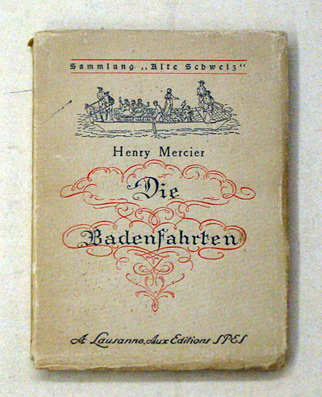 Sammlung „Alte Schweiz“
Henry Mercier
Die
Badenfahrten
A Lausanne, Aux Editions SPES